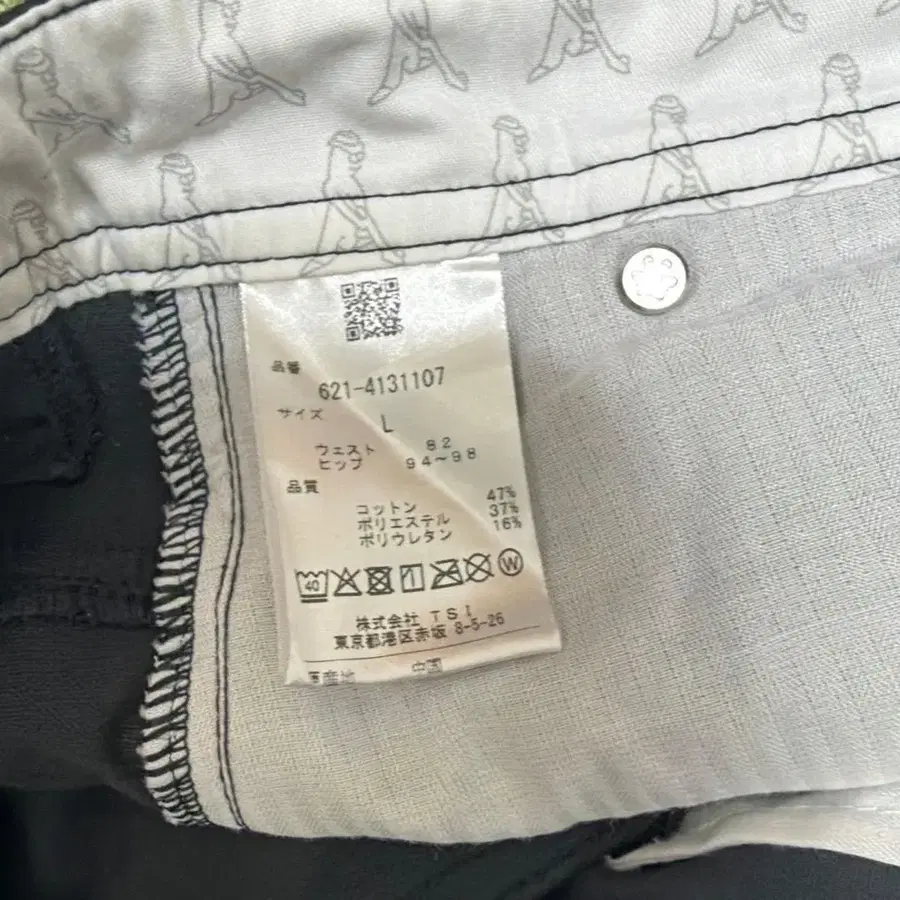 品番
621-4131107
サイズ
L
ウェスト 82
ヒップ 94～98
品質
コットン 47%
ポリエステル 37%
ポリウレタン 16%
40 W
株式会社 TSI
東京都港区赤坂 8-5-26
原産地 中国